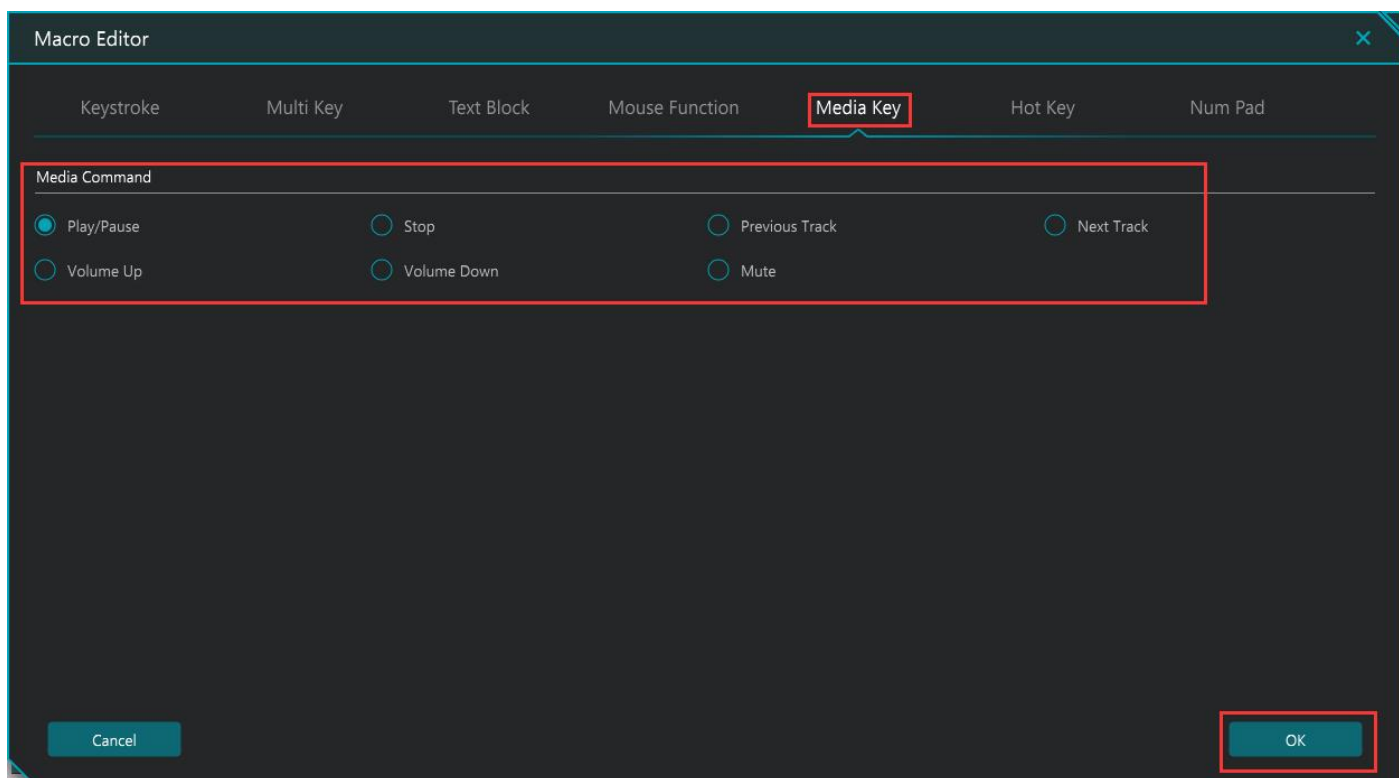 Macro Editor
Keystroke Multi Key Text Block Mouse Function Media Key Hot Key Num Pad
Media Command
Play/Pause Stop Previous Track Next Track
Volume Up Volume Down Mute
Cancel OK